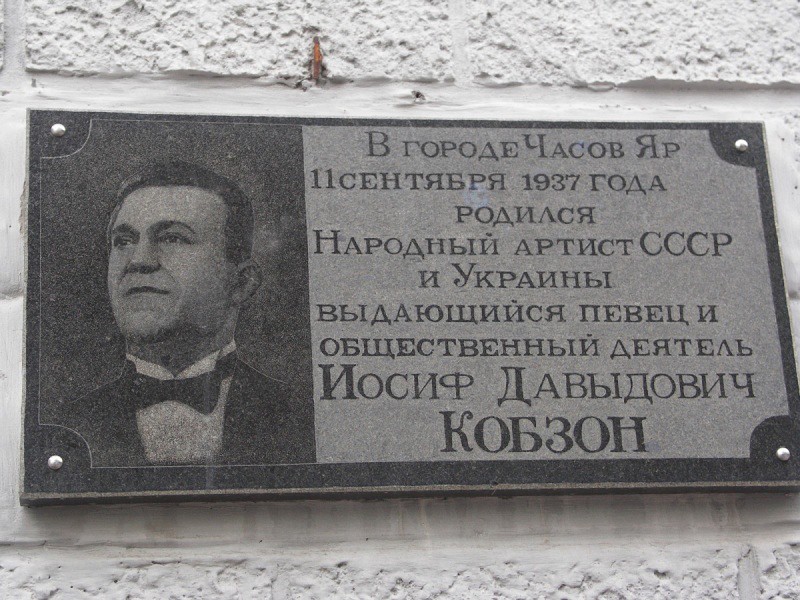 В городе Часов Яр
11 сентября 1937 года
родился
Народный артист СССР
и Украины
выдающийся певец и
общественный деятель
Иосиф Давыдович
Кобзон